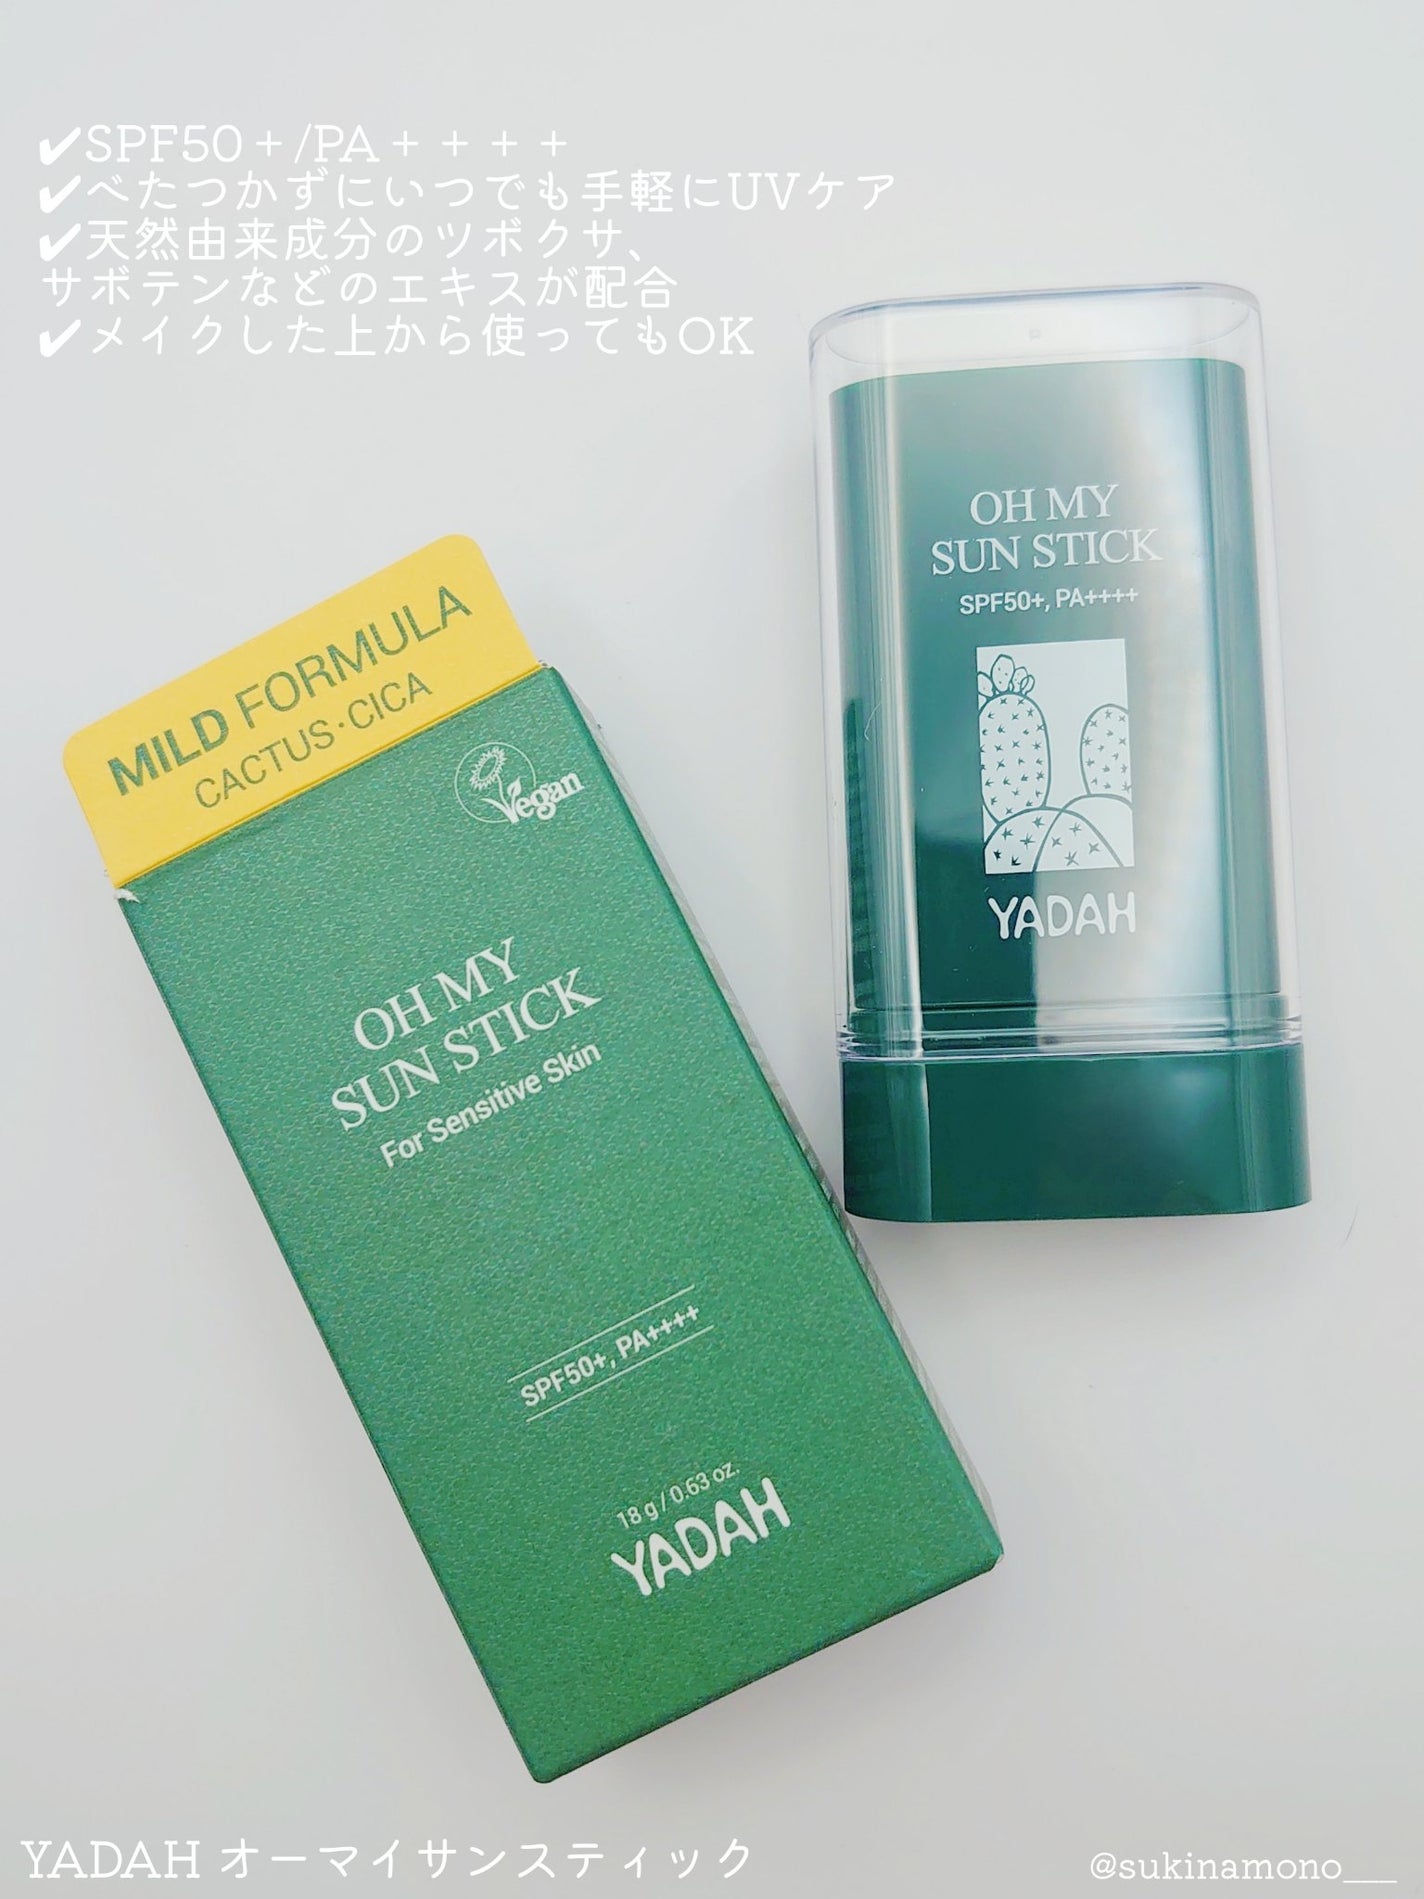 ✔SPF50＋/PA＋＋＋＋
✔べたつかずにいつでも手軽にUVケア
✔天然由来成分のツボクサ、
サボテンなどのエキスが配合
✔メイクした上から使ってもOK
OH MY
SUN STICK
SPF50+, PA++++
YADAH
MILD FORMULA
CACTUS·CICA
Vegan
OH MY
SUN STICK
For Sensitive Skin
SPF50+, PA++++
18 g / 0.63 oz.
YADAH
YADAH オーマイサンスティック
@sukinamono___